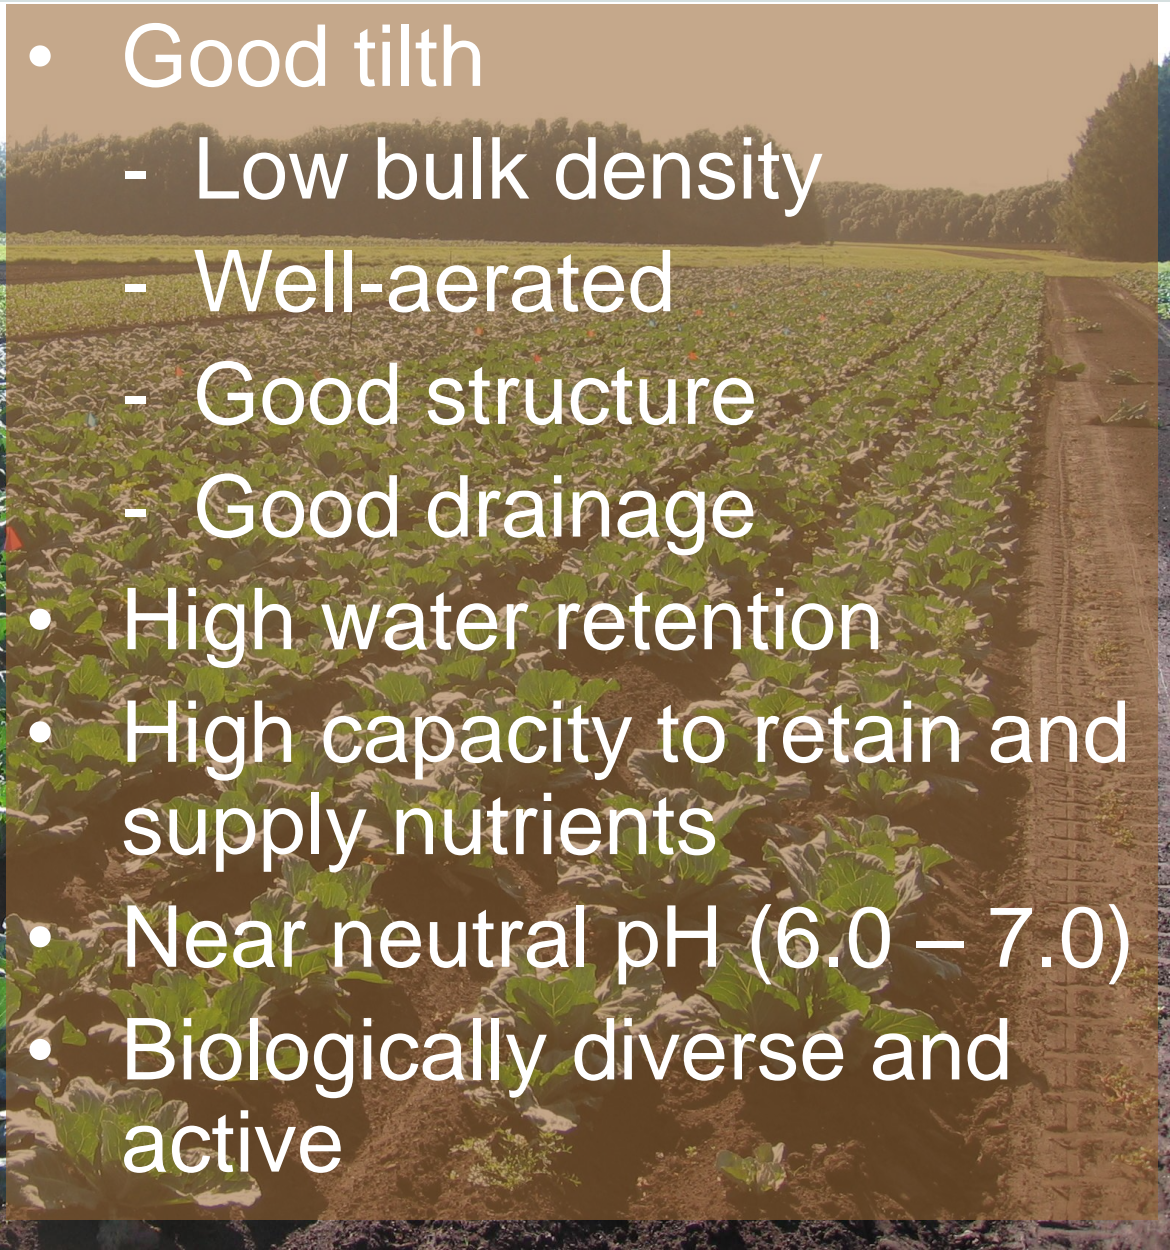 • Good tilth
- Low bulk density
- Well-aerated
- Good structure
- Good drainage
• High water retention
• High capacity to retain and
supply nutrients
• Near neutral pH (6.0 – 7.0)
• Biologically diverse and
active